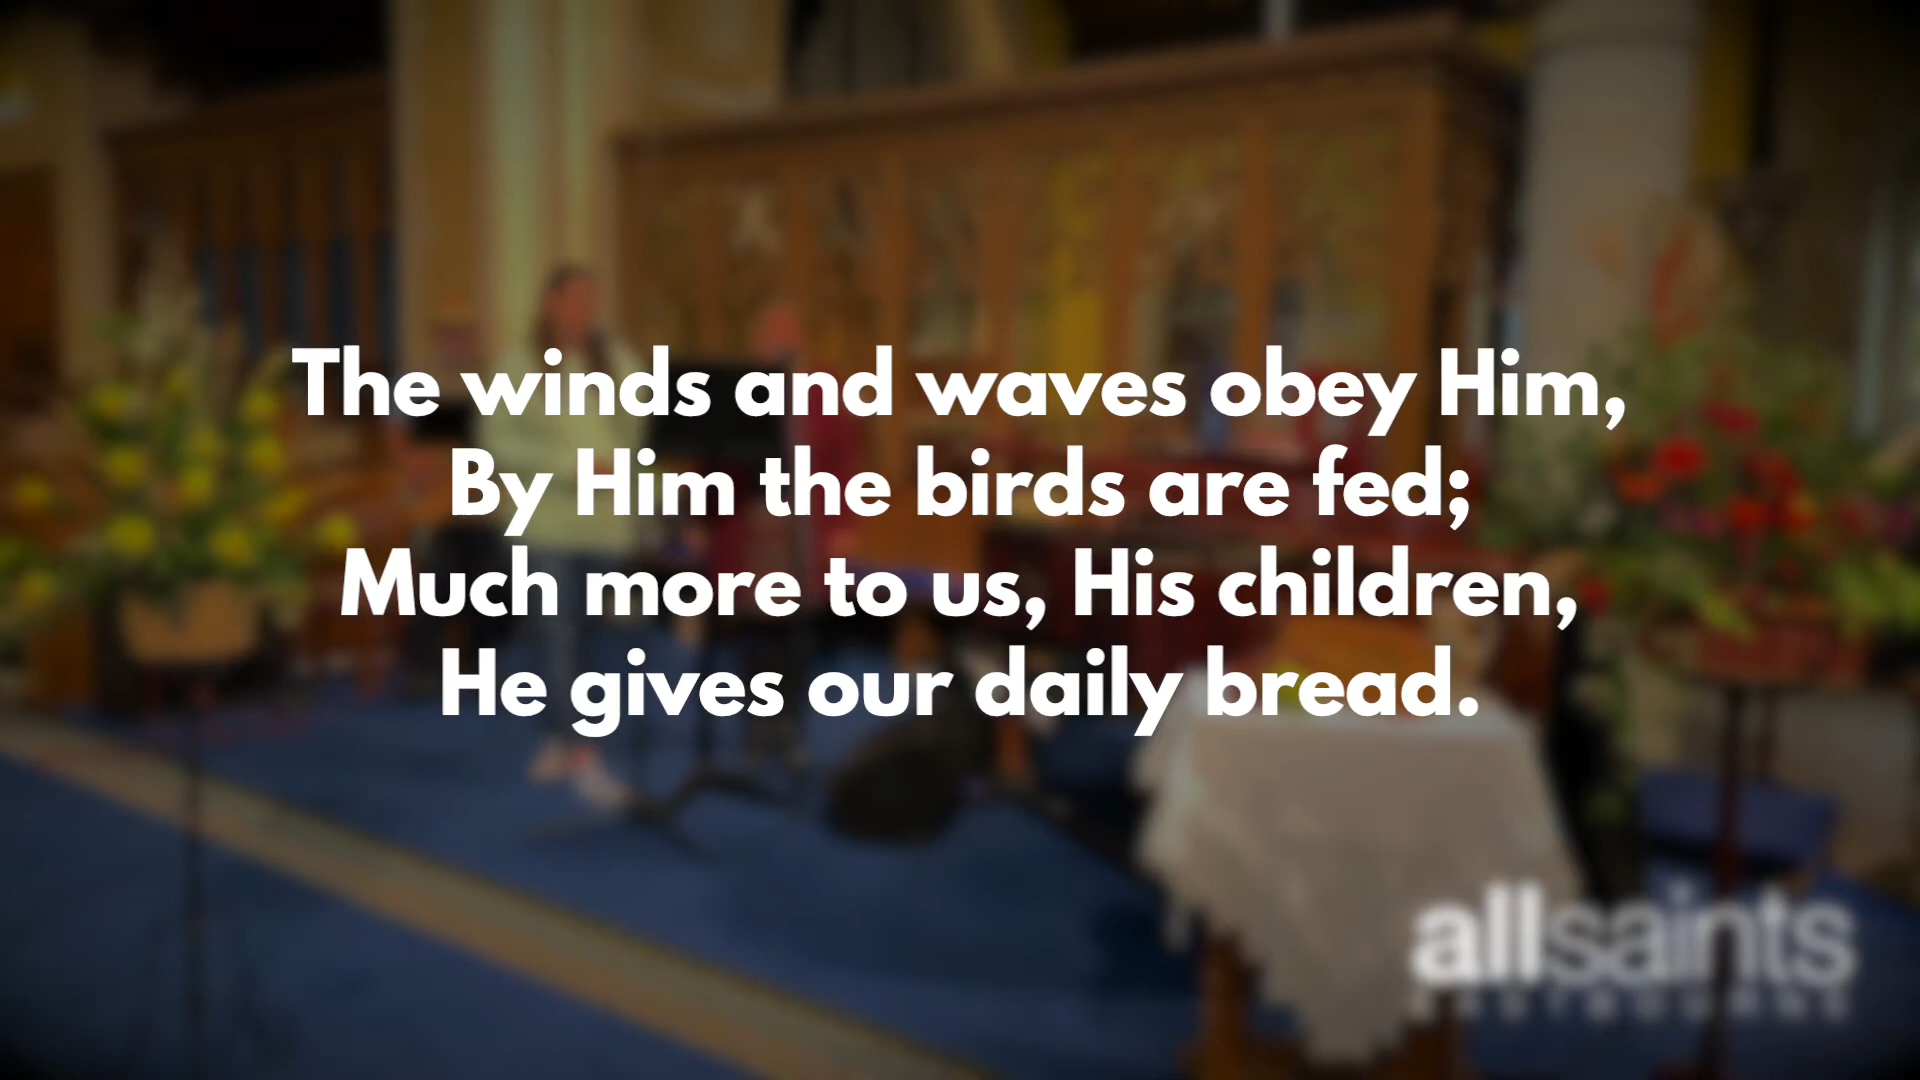 The winds and waves obey Him,
By Him the birds are fed;
Much more to us, His children,
He gives our daily bread.
allsaints
EASTBOURNE